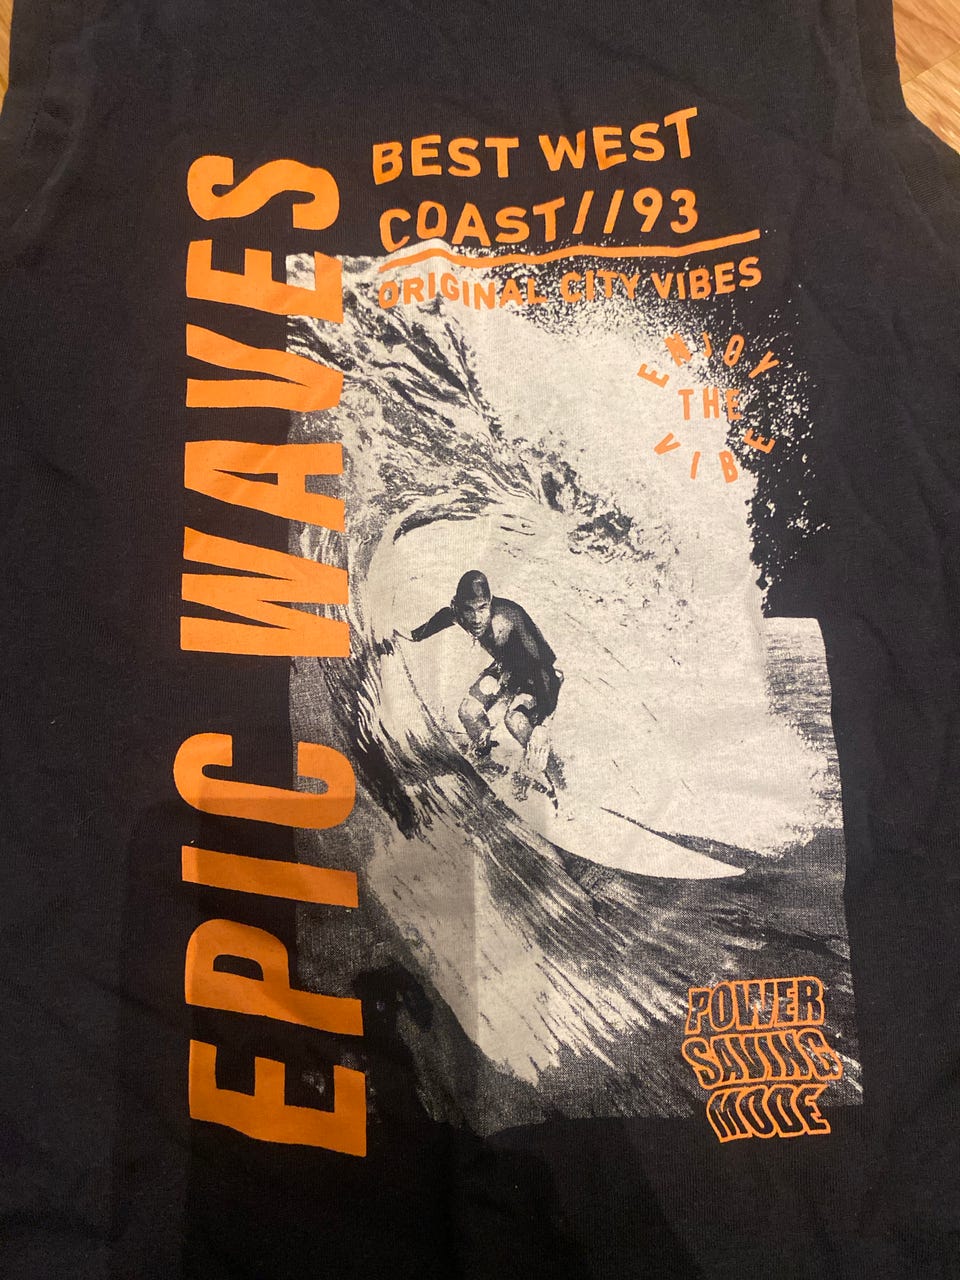 EPIC WAVES
BEST WEST
COAST//93
ORIGINAL CITY VIBES
ENJOY
THE
VIBE
POWER
SAVING
MODE